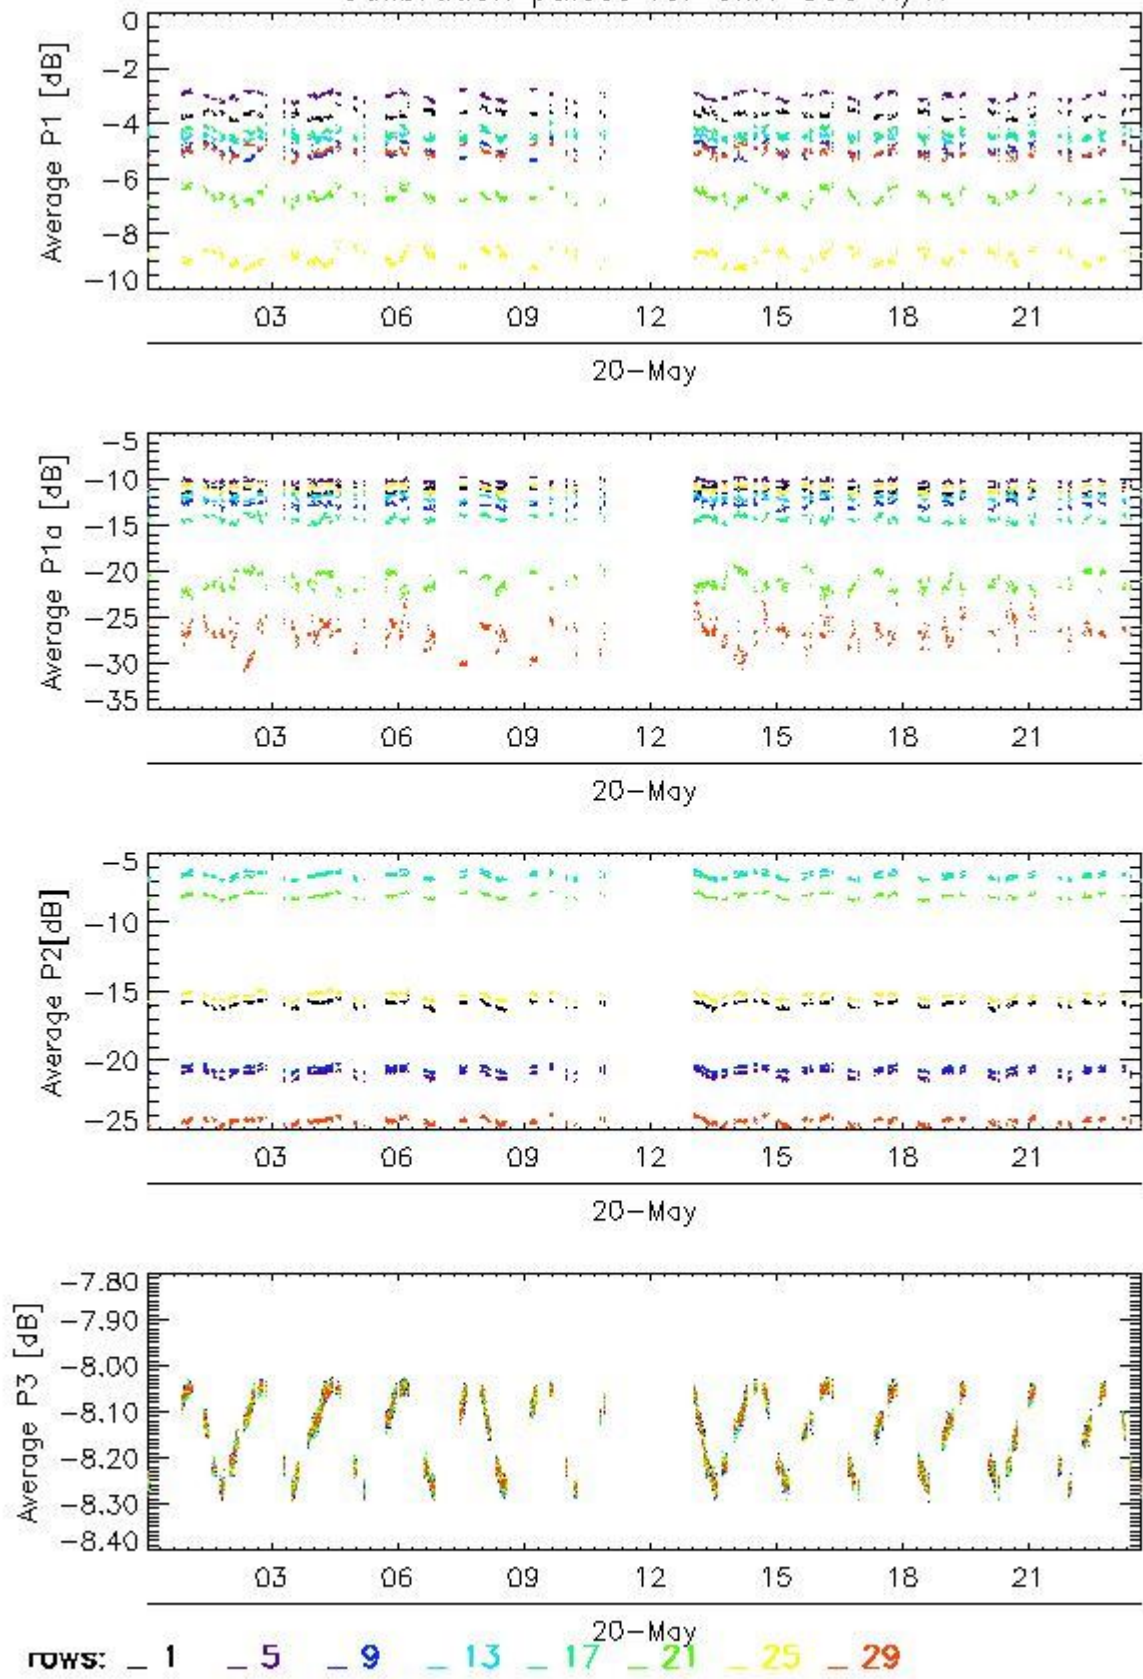 0
-2
-4
-6
-8
-10
Average P1 [dB]
03 06 09 12 15 18 21
20-May
-5
-10
-15
-20
-25
-30
-35
Average P1a [dB]
03 06 09 12 15 18 21
20-May
-5
-10
-15
-20
-25
Average P2[dB]
03 06 09 12 15 18 21
20-May
-7.80
-7.90
-8.00
-8.10
-8.20
-8.30
-8.40
Average P3 [dB]
03 06 09 12 15 18 21
20-May
rows: _ 1 _ 5 _ 9 _ 13 _ 17 _ 21 _ 25 _ 29